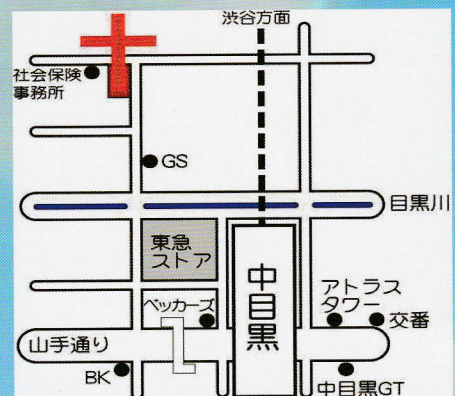 渋谷方面
社会保険
事務所
GS
目黒川
東急
ストア
中目黒
ベッカーズ
アトラス
タワー
交番
山手通り
BK
中目黒GT